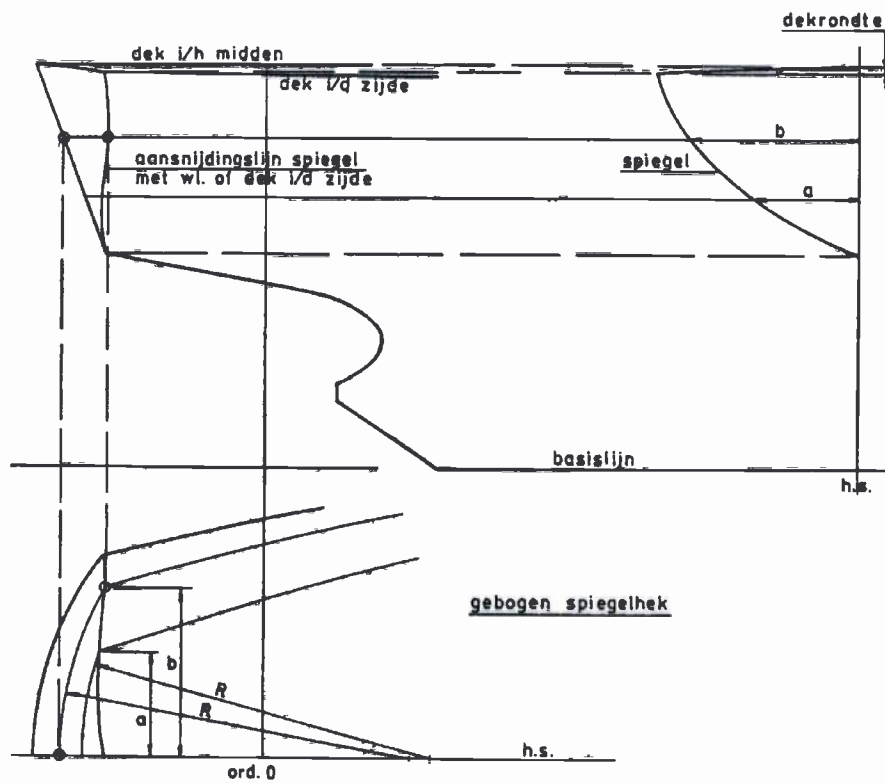 dekrondte
dek i/h midden
dek i/d zijde
b
aansnijdingslijn spiegel
met wl. of dek i/d zijde
spiegel
a
basislijn
h.s.
gebogen spiegelhek
b
R
a
R
h.s.
ord. 0